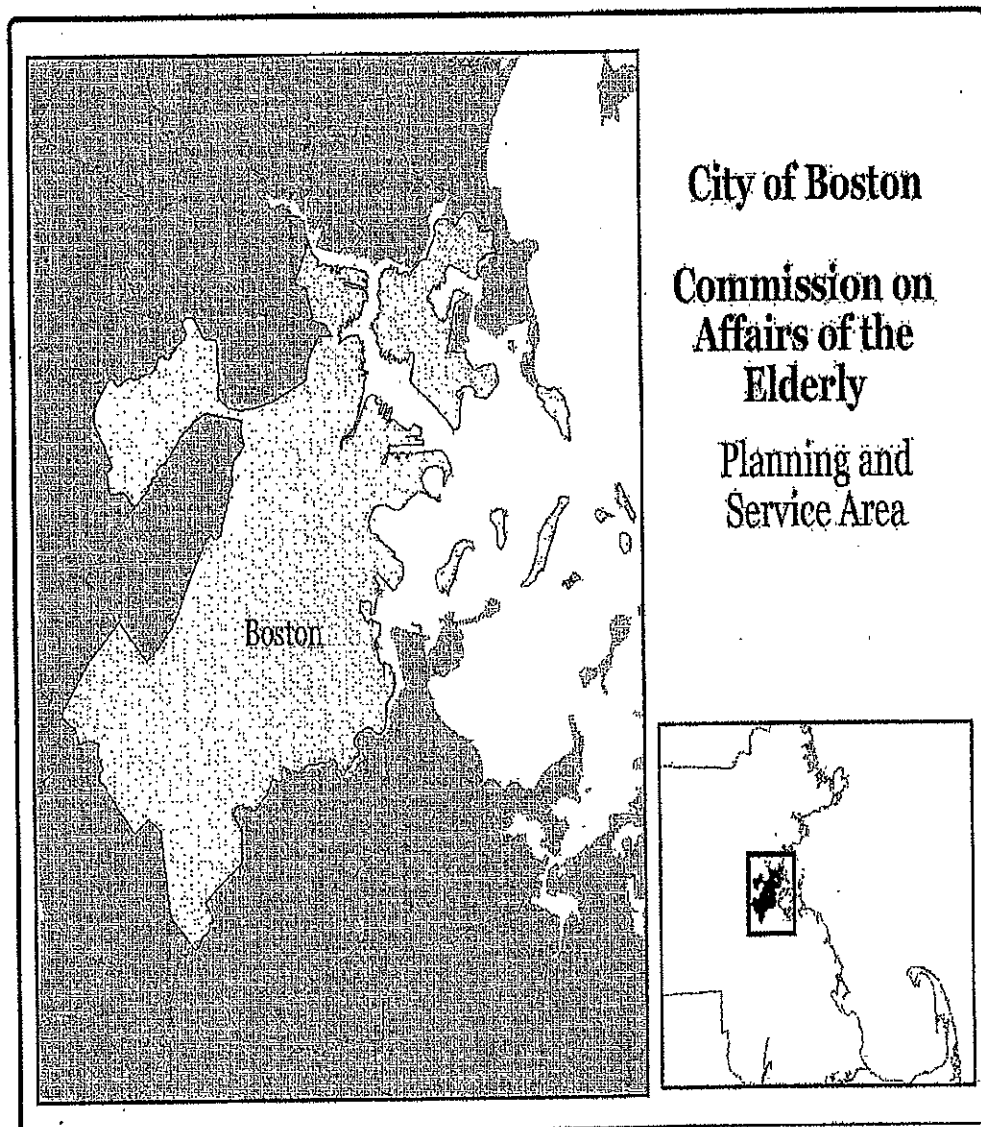 City of Boston
Commission on
Affairs of the
Elderly
Planning and
Service Area
Boston